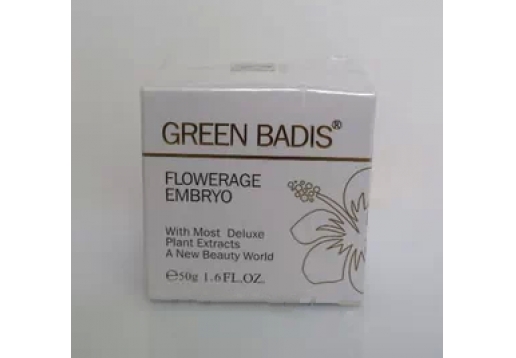 GREEN BADIS®
FLOWERAGE
EMBRYO
With Most Deluxe
Plant Extracts
A New Beauty World
℮50g 1.6FL.OZ.